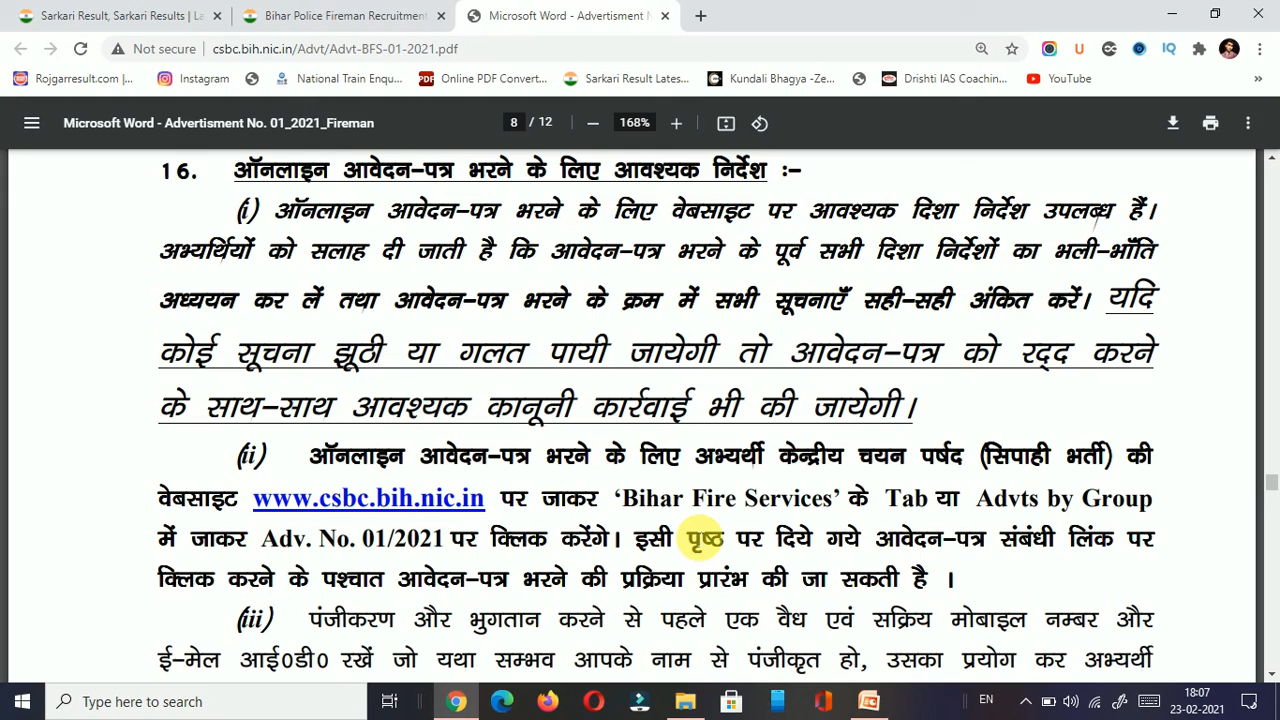 Sarkari Result, Sarkari Results | La
Bihar Police Fireman Recruitment
Microsoft Word - Advertisment N
Not secure
csbc.bih.nic.in/Advt/Advt-BFS-01-2021.pdf
IQ
Rojgarresult.com |...
Instagram
National Train Enqu...
PDF
Online PDF Convert...
Sarkari Result Lates...
Kundali Bhagya -Ze...
Drishti IAS Coachin...
YouTube
Microsoft Word - Advertisment No. 01_2021_Fireman
8 / 12
168%
16. ऑनलाइन आवेदन-पत्र भरने के लिए आवश्यक निर्देश :-
(i) ऑनलाइन आवेदन-पत्र भरने के लिए वेबसाइट पर आवश्यक दिशा निर्देश उपलब्ध हैं।
अभ्यर्थियों को सलाह दी जाती है कि आवेदन-पत्र भरने के पूर्व सभी दिशा निर्देशों का भली-भाँति
अध्ययन कर लें तथा आवेदन-पत्र भरने के क्रम में सभी सूचनाएँ सही-सही अंकित करें। यदि
कोई सूचना झूठी या गलत पायी जायेगी तो आवेदन-पत्र को रद्द करने
के साथ-साथ आवश्यक कानूनी कार्रवाई भी की जायेगी।
(ii) ऑनलाइन आवेदन-पत्र भरने के लिए अभ्यर्थी केन्द्रीय चयन पर्षद (सिपाही भर्ती) की
वेबसाइट www.csbc.bih.nic.in पर जाकर ‘Bihar Fire Services’ के Tab या Advts by Group
में जाकर Adv. No. 01/2021 पर क्लिक करेंगे। इसी पृष्ठ पर दिये गये आवेदन-पत्र संबंधी लिंक पर
क्लिक करने के पश्चात आवेदन-पत्र भरने की प्रक्रिया प्रारंभ की जा सकती है ।
(iii) पंजीकरण और भुगतान करने से पहले एक वैध एवं सक्रिय मोबाइल नम्बर और
ई-मेल आई0डी0 रखें जो यथा सम्भव आपके नाम से पंजीकृत हो, उसका प्रयोग कर अभ्यर्थी
Type here to search
EN
18:07
23-02-2021